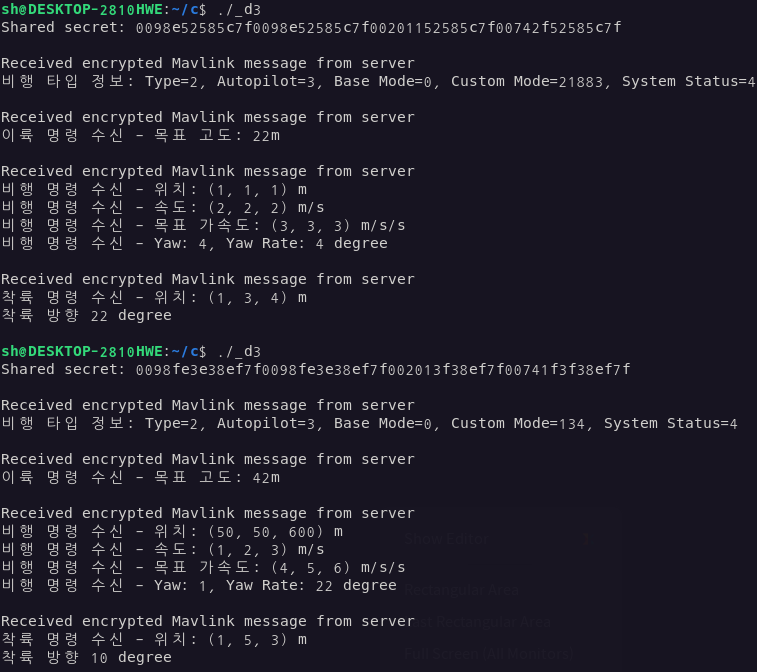 sh@DESKTOP-2810HWE:~/c$ ./_d3
Shared secret: 0098e52585c7f0098e52585c7f00201152585c7f00742f52585c7f
Received encrypted Mavlink message from server
비행 타입 정보: Type=2, Autopilot=3, Base Mode=0, Custom Mode=21883, System Status=4
Received encrypted Mavlink message from server
이륙 명령 수신 - 목표 고도: 22m
Received encrypted Mavlink message from server
비행 명령 수신 - 위치: (1, 1, 1) m
비행 명령 수신 - 속도: (2, 2, 2) m/s
비행 명령 수신 - 목표 가속도: (3, 3, 3) m/s/s
비행 명령 수신 - Yaw: 4, Yaw Rate: 4 degree
Received encrypted Mavlink message from server
착륙 명령 수신 - 위치: (1, 3, 4) m
착륙 방향 22 degree
sh@DESKTOP-2810HWE:~/c$ ./_d3
Shared secret: 0098fe3e38ef7f0098fe3e38ef7f002013f38ef7f00741f3f38ef7f
Received encrypted Mavlink message from server
비행 타입 정보: Type=2, Autopilot=3, Base Mode=0, Custom Mode=134, System Status=4
Received encrypted Mavlink message from server
이륙 명령 수신 - 목표 고도: 42m
Received encrypted Mavlink message from server
비행 명령 수신 - 위치: (50, 50, 600) m
비행 명령 수신 - 속도: (1, 2, 3) m/s
비행 명령 수신 - 목표 가속도: (4, 5, 6) m/s/s
비행 명령 수신 - Yaw: 1, Yaw Rate: 22 degree
Received encrypted Mavlink message from server
착륙 명령 수신 - 위치: (1, 5, 3) m
착륙 방향 10 degree